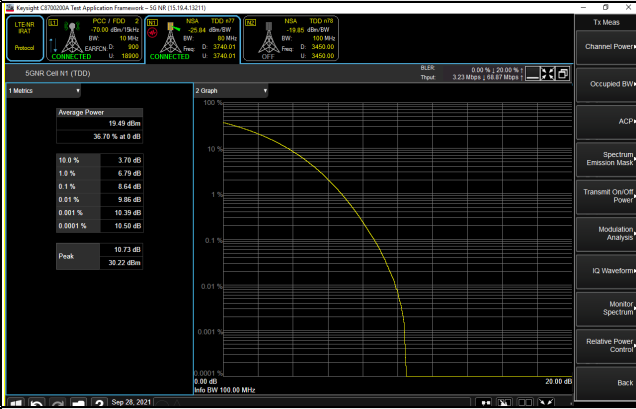 Keysight C8700200A Test Application Framework – 5G NR (15.19.4.13211)
LTE/NR
IRAT
Protocol
L1
PCC / FDD 2
-70.00 dBm/15kHz
BW: 10 MHz
EARFCN D: 900
U: 18900
CONNECTED
N1
NSA TDD n77
-25.84 dBm/BW
BW: 80 MHz
Freq: D: 3740.01
U: 3740.01
CONNECTED
N2
NSA TDD n78
-19.85 dBm/BW
BW: 100 MHz
Freq: D: 3450.00
U: 3450.00
OFF
5GNR Cell N1 (TDD)
BLER: 0.00 % ↓ 20.00 % ↑
Tput: 3.23 Mbps ↓ 68.87 Mbps ↑
1 Metrics
2 Graph
Average Power
19.49 dBm
36.70 % at 0 dB
10.0 % 3.70 dB
1.0 % 6.79 dB
0.1 % 8.64 dB
0.01 % 9.86 dB
0.001 % 10.39 dB
0.0001 % 10.50 dB
Peak
10.73 dB
30.22 dBm
100 %
10 %
1 %
0.1 %
0.01 %
0.001 %
0.0001 %
0.00 dB
20.00 dB
Info BW 100.00 MHz
Sep 28, 2021
Tx Meas
Channel Power
Occupied BW
ACP
Spectrum
Emission Mask
Transmit On/Off
Power
Modulation
Analysis
IQ Waveform
Monitor
Spectrum
Relative Power
Control
Back